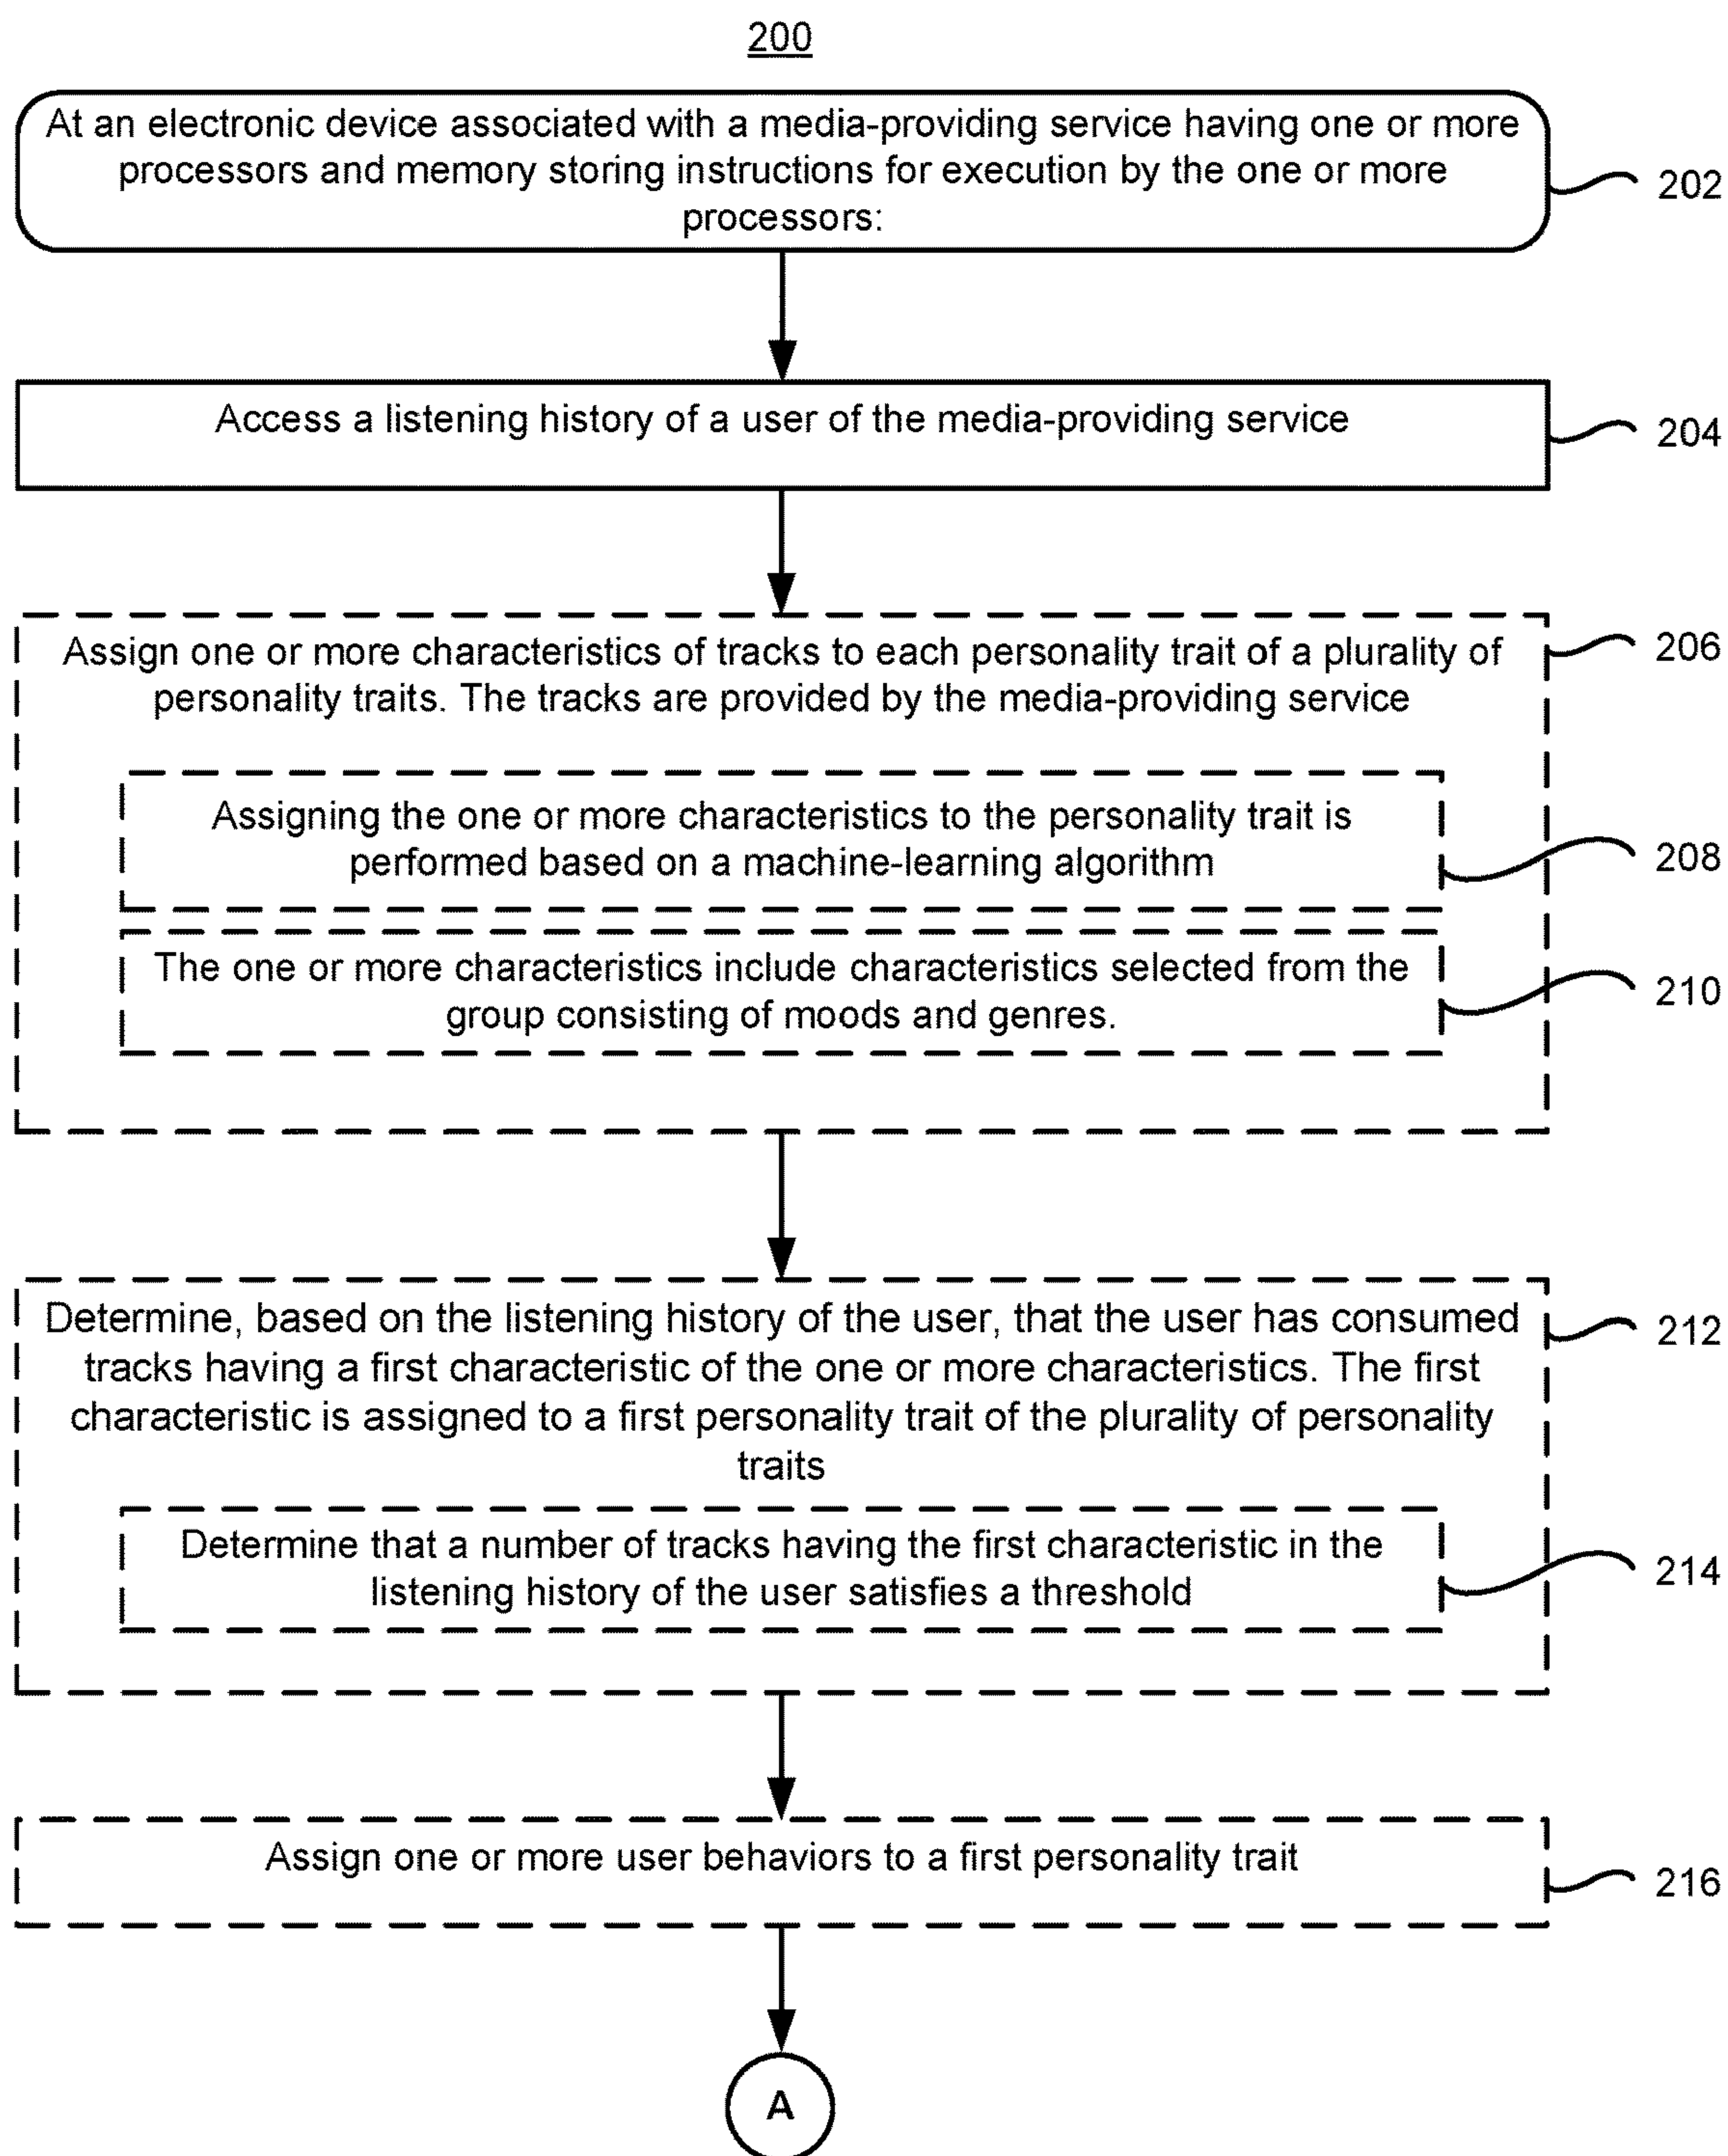 200
At an electronic device associated with a media-providing service having one or more
processors and memory storing instructions for execution by the one or more
processors:
202
Access a listening history of a user of the media-providing service
204
Assign one or more characteristics of tracks to each personality trait of a plurality of
personality traits. The tracks are provided by the media-providing service
206
Assigning the one or more characteristics to the personality trait is
performed based on a machine-learning algorithm
208
The one or more characteristics include characteristics selected from the
group consisting of moods and genres.
210
Determine, based on the listening history of the user, that the user has consumed
tracks having a first characteristic of the one or more characteristics. The first
characteristic is assigned to a first personality trait of the plurality of personality
traits
212
Determine that a number of tracks having the first characteristic in the
listening history of the user satisfies a threshold
214
Assign one or more user behaviors to a first personality trait
216
A